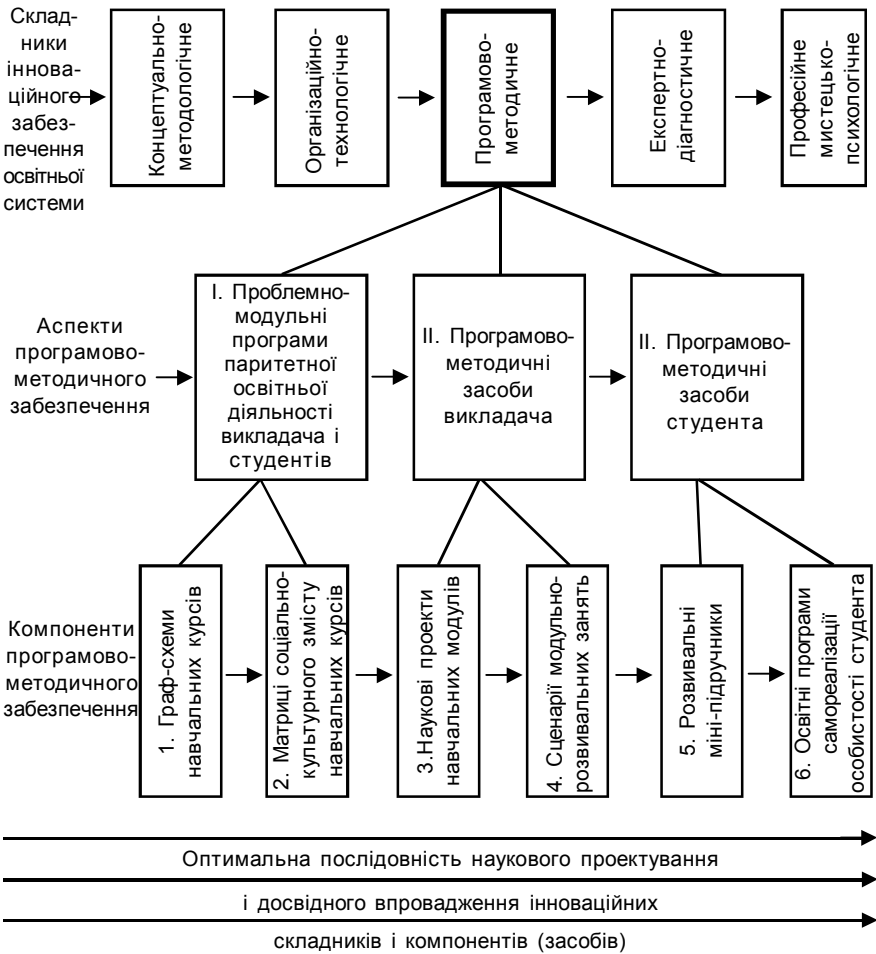 Склад-
ники
іннова-
ційного
забез-
печення
освітньої
системи
Концептуально-
методологічне
Організаційно-
технологічне
Програмово-
методичне
Експертно-
діагностичне
Професійне
мистецько-
психологічне
Аспекти
програмово-
методичного
забезпечення
I. Проблемно-
модульні
програми
паритетної
освітньої
діяльності
викладача і
студентів
II. Програмово-
методичні
засоби
викладача
II. Програмово-
методичні
засоби
студента
Компоненти
програмово-
методичного
забезпечення
1. Граф-схеми
навчальних курсів
2. Матриці соціально-
культурного змісту
навчальних курсів
3.Наукові проекти
навчальних модулів
4. Сценарії модульно-
розвивальних занять
5. Розвивальні
міні-підручники
6. Освітні програми
самореалізації
особистості студента
Оптимальна послідовність наукового проектування
і досвідного впровадження інноваційних
складників і компонентів (засобів)